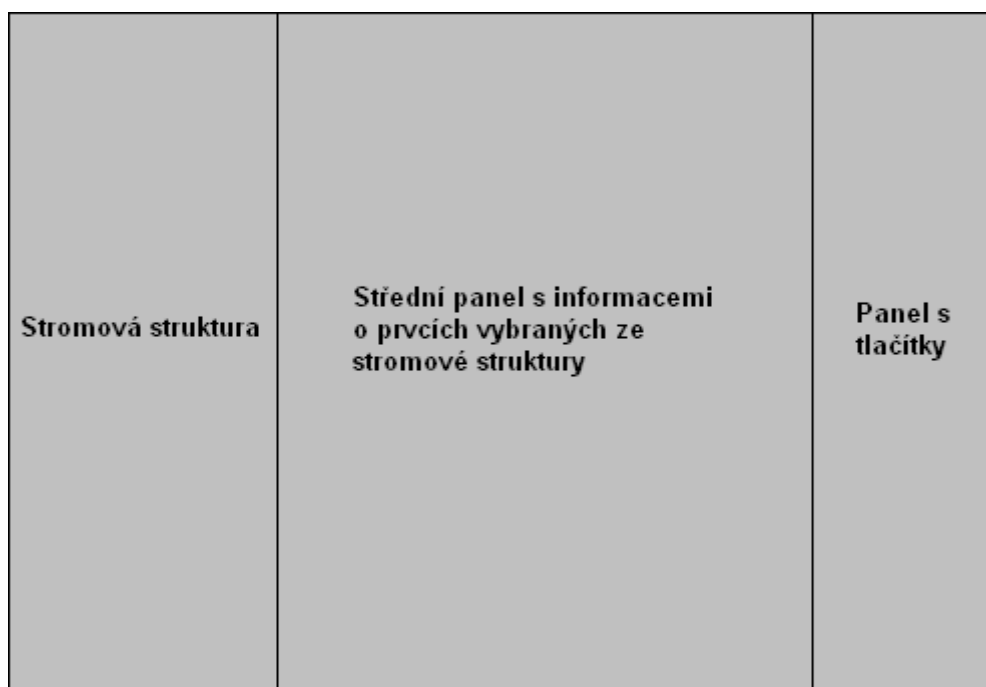 Stromová struktura
Střední panel s informacemi
o prvcích vybraných ze
stromové struktury
Panel s
tlačítky